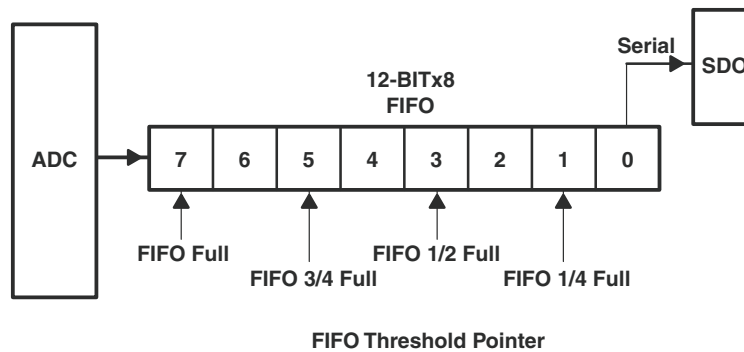 Serial
SDO
12-BITx8
FIFO
ADC
7 6 5 4 3 2 1 0
FIFO Full
FIFO 1/2 Full
FIFO 3/4 Full
FIFO 1/4 Full
FIFO Threshold Pointer